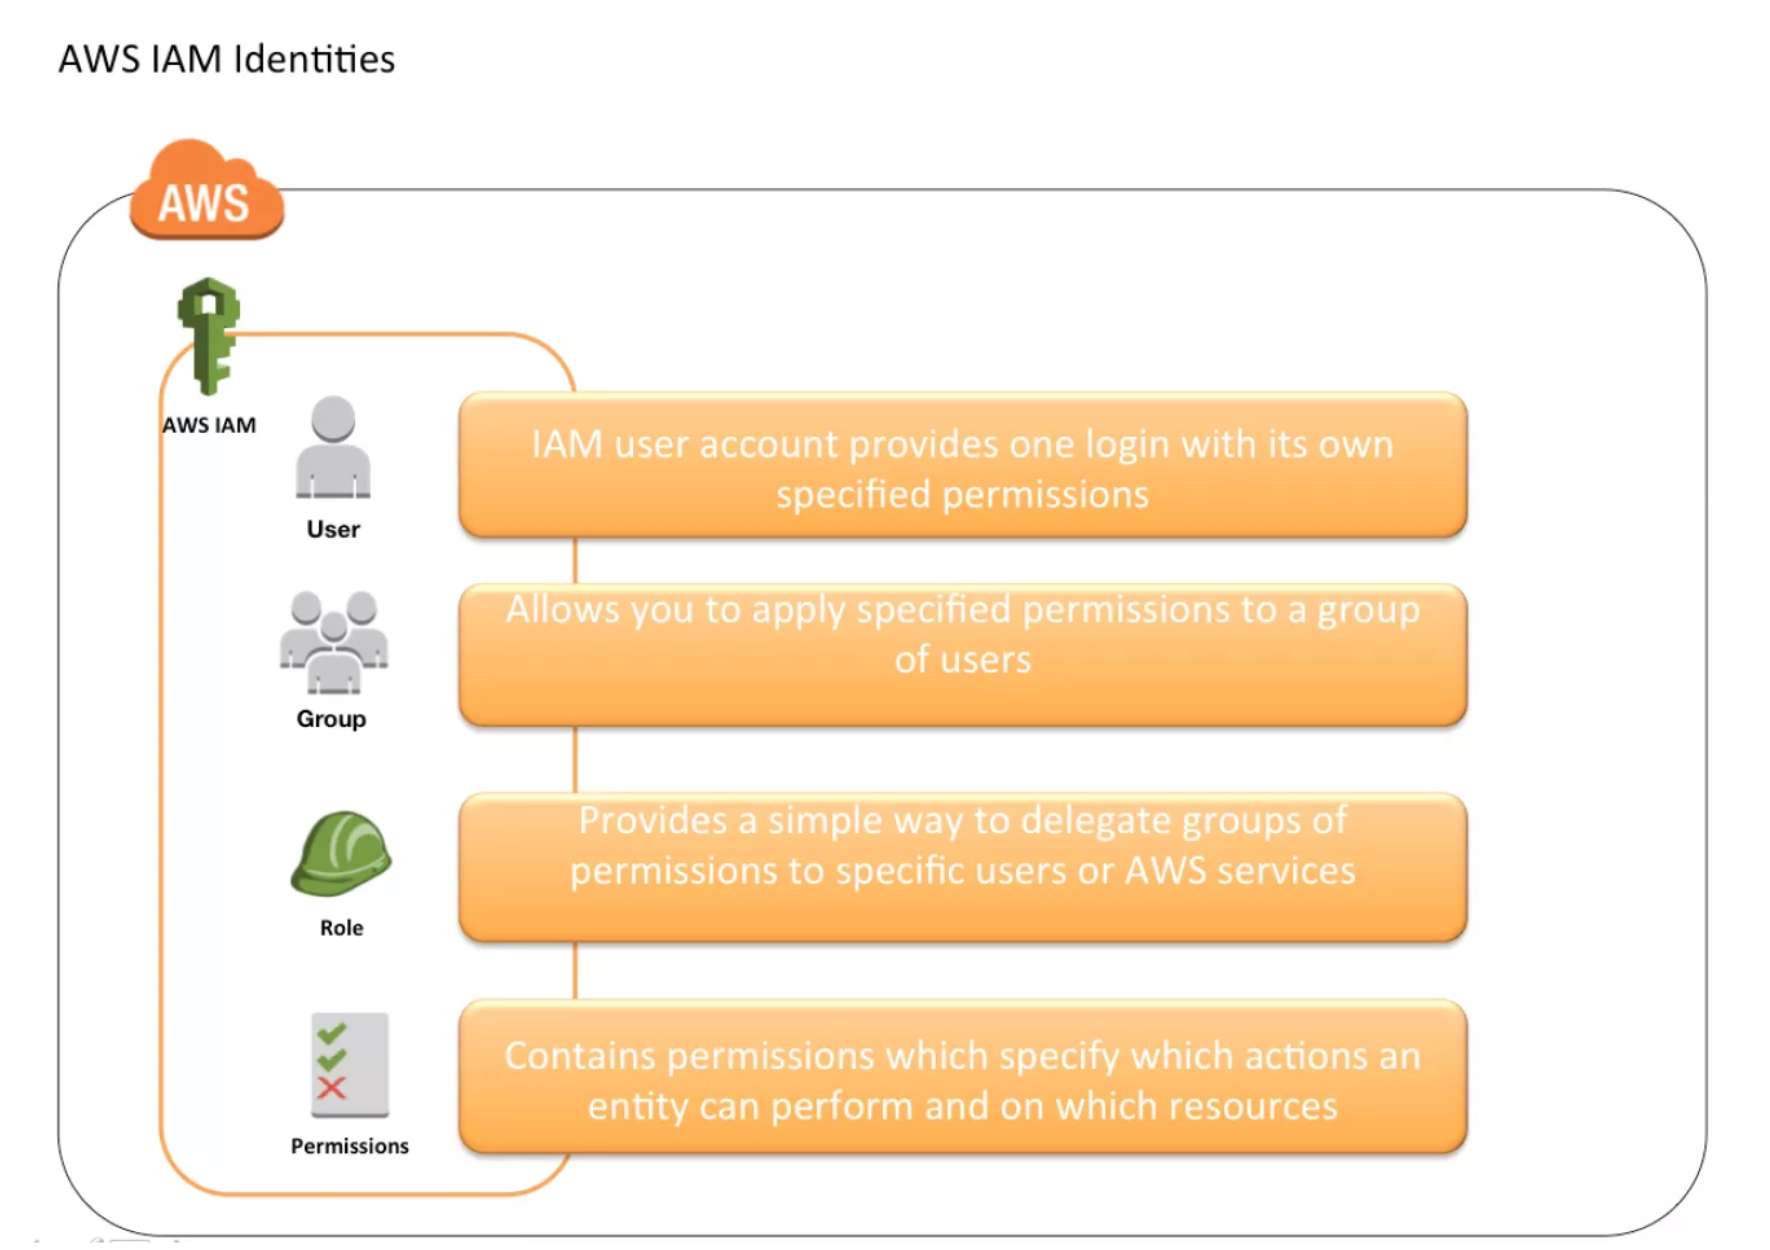 AWS IAM Identities
AWS
AWS IAM
User
IAM user account provides one login with its own
specified permissions
Group
Allows you to apply specified permissions to a group
of users
Role
Provides a simple way to delegate groups of
permissions to specific users or AWS services
Permissions
Contains permissions which specify which actions an
entity can perform and on which resources